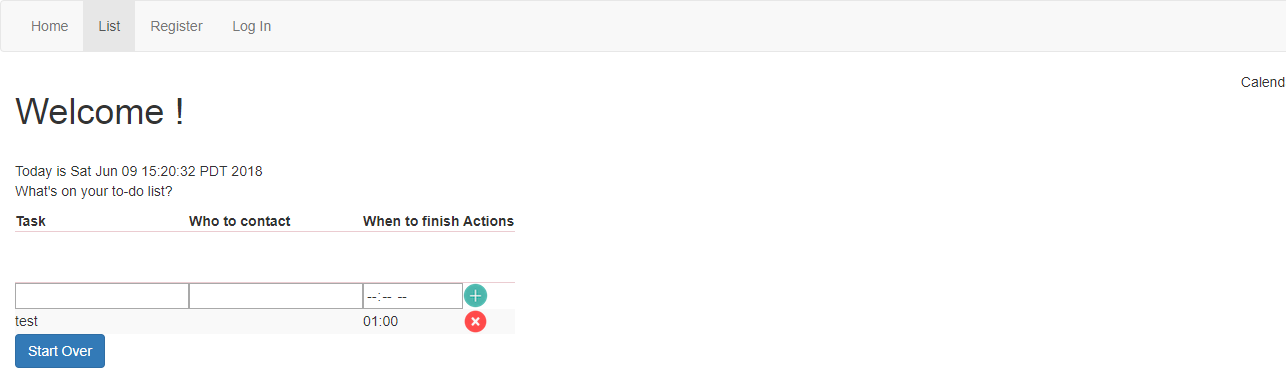 Home List Register Log In
Calend
Welcome !
Today is Sat Jun 09 15:20:32 PDT 2018
What's on your to-do list?
Task Who to contact When to finish Actions
--:-- --
test 01:00
Start Over